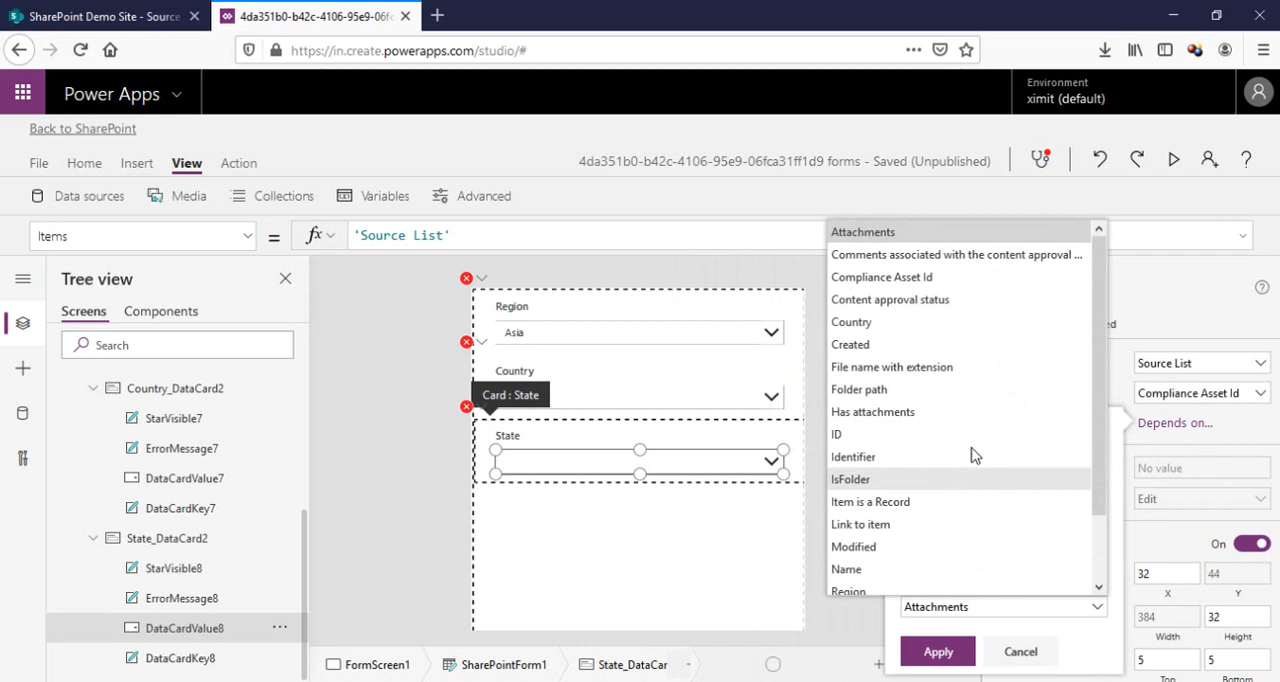 SharePoint Demo Site - Source
4da351b0-b42c-4106-95e9-06fc
https://in.create.powerapps.com/studio/#
Power Apps
Environment
ximit (default)
Back to SharePoint
File Home Insert View Action
4da351b0-b42c-4106-95e9-06fca31ff1d9 forms - Saved (Unpublished)
Data sources Media Collections Variables Advanced
Items = fx 'Source List'
Tree view
Screens Components
Search
Country_DataCard2
StarVisible7
ErrorMessage7
DataCardValue7
DataCardKey7
State_DataCard2
StarVisible8
ErrorMessage8
DataCardValue8
DataCardKey8
Region
Asia
Country
Card : State
State
Attachments
Comments associated with the content approval ...
Compliance Asset Id
Content approval status
Country
Created
File name with extension
Folder path
Has attachments
ID
Identifier
IsFolder
Item is a Record
Link to item
Modified
Name
Region
Attachments
Apply Cancel
Source List
Compliance Asset Id
Depends on...
No value
Edit
On
32 44
X Y
384 32
Width Height
5 5
Top Bottom
FormScreen1 SharePointForm1 State_DataCar